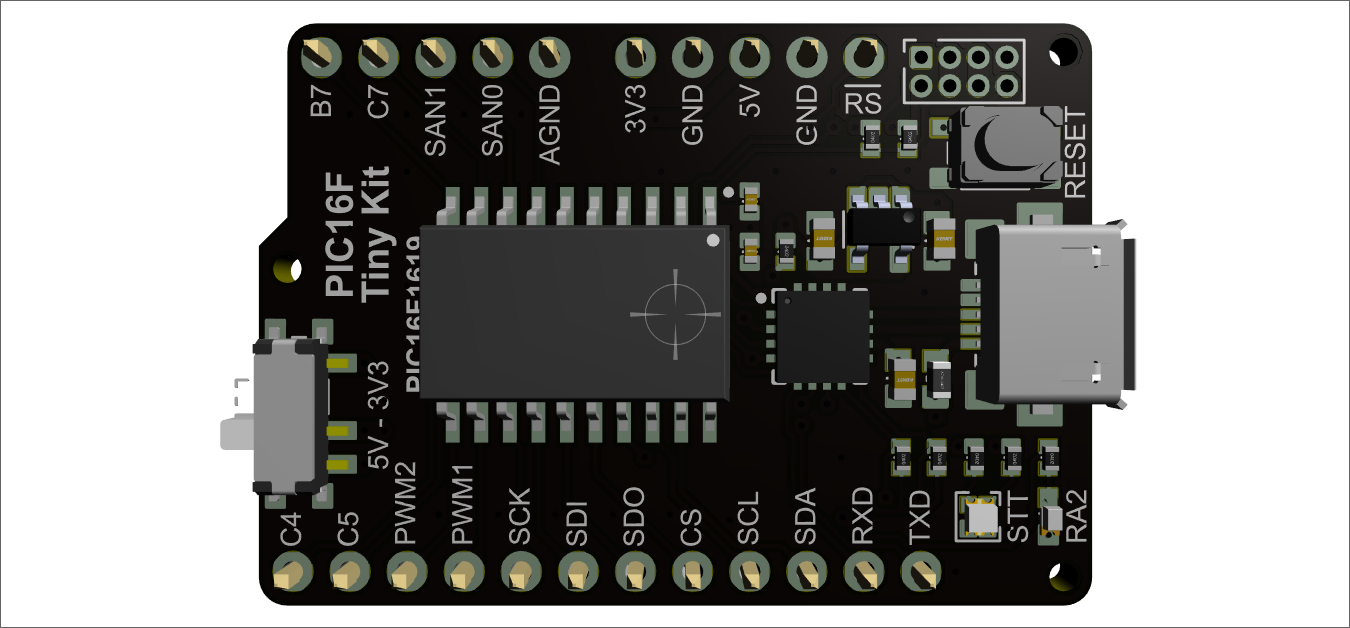 B7
C7
SAN1
SAN0
AGND
3V3
GND
5V
GND
RS
RESET
PIC16F
Tiny Kit
PIC16F1619
5V - 3V3
C4
C5
PWM2
PWM1
SCK
SDI
SDO
CS
SCL
SDA
RXD
TXD
STT
RA2